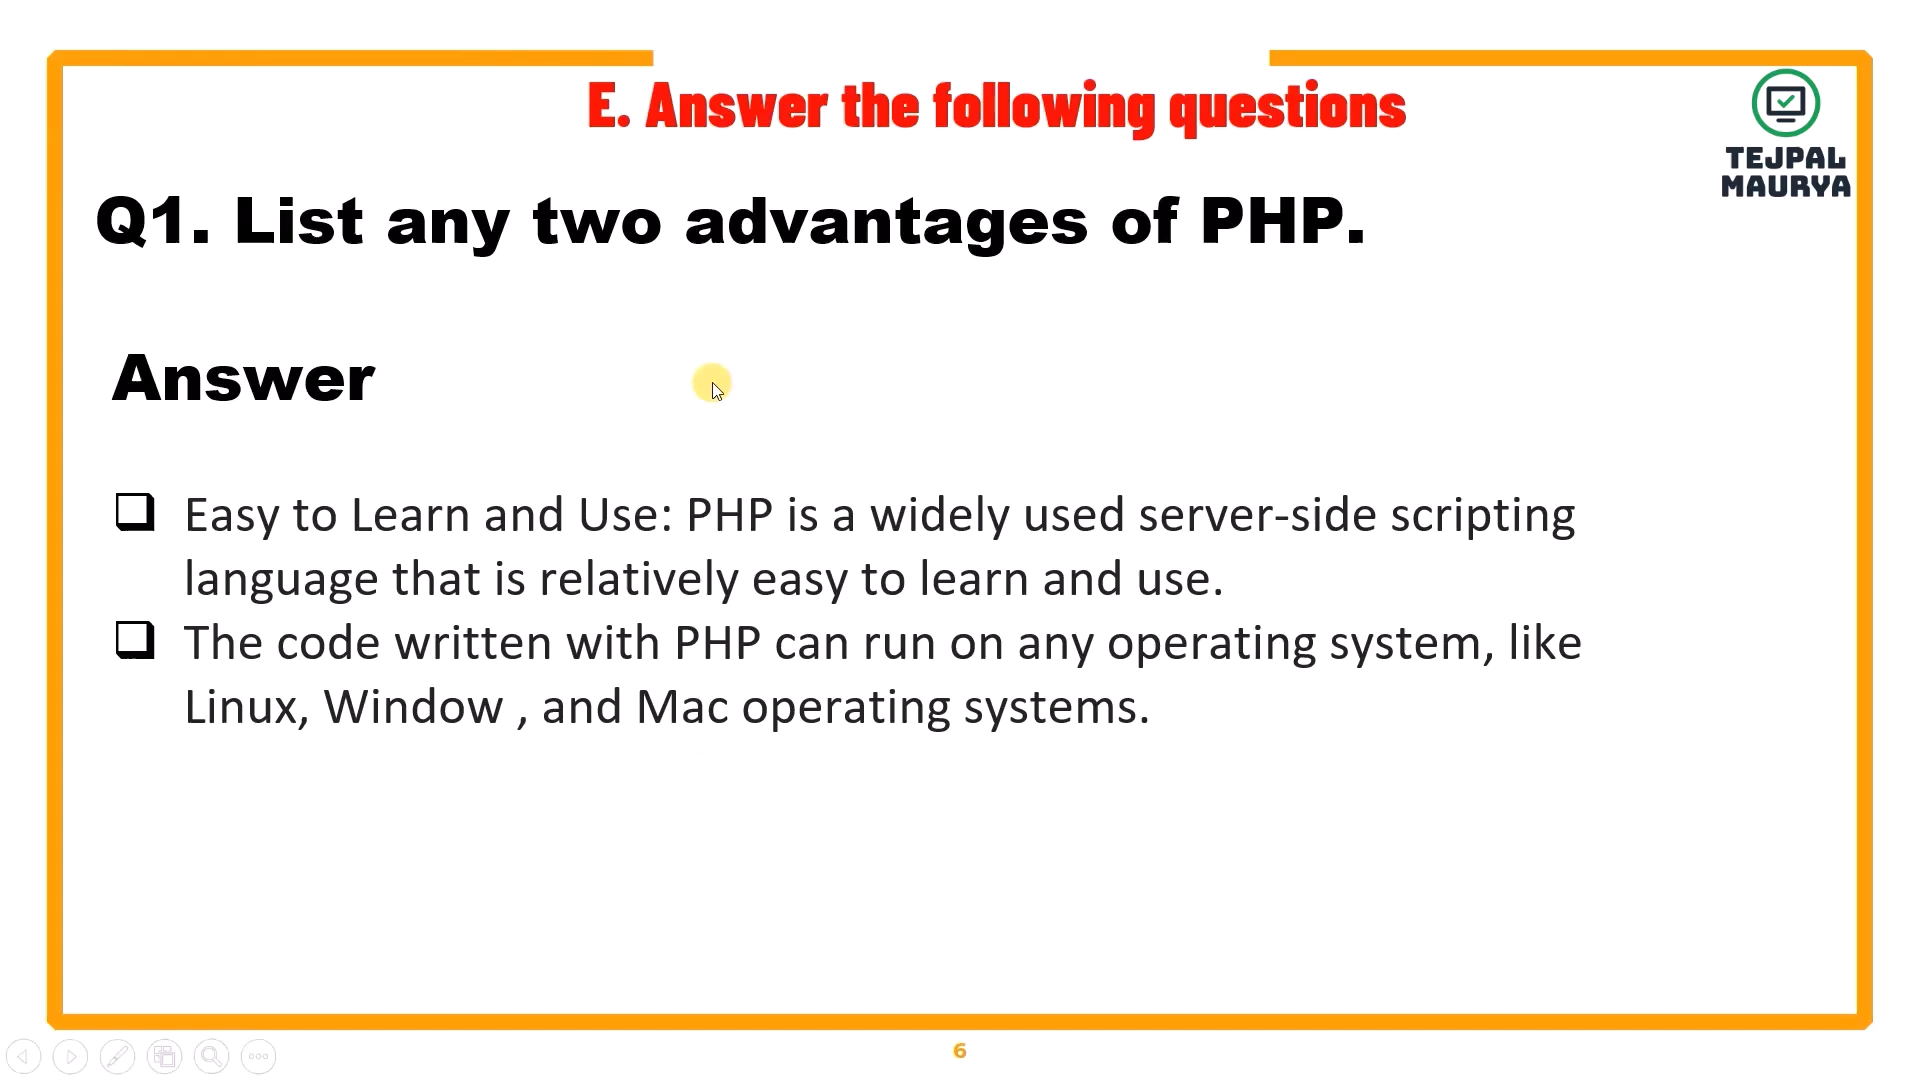 E. Answer the following questions
TEJPAL
MAURYA
Q1. List any two advantages of PHP.
Answer
Easy to Learn and Use: PHP is a widely used server-side scripting
language that is relatively easy to learn and use.
The code written with PHP can run on any operating system, like
Linux, Window , and Mac operating systems.
6